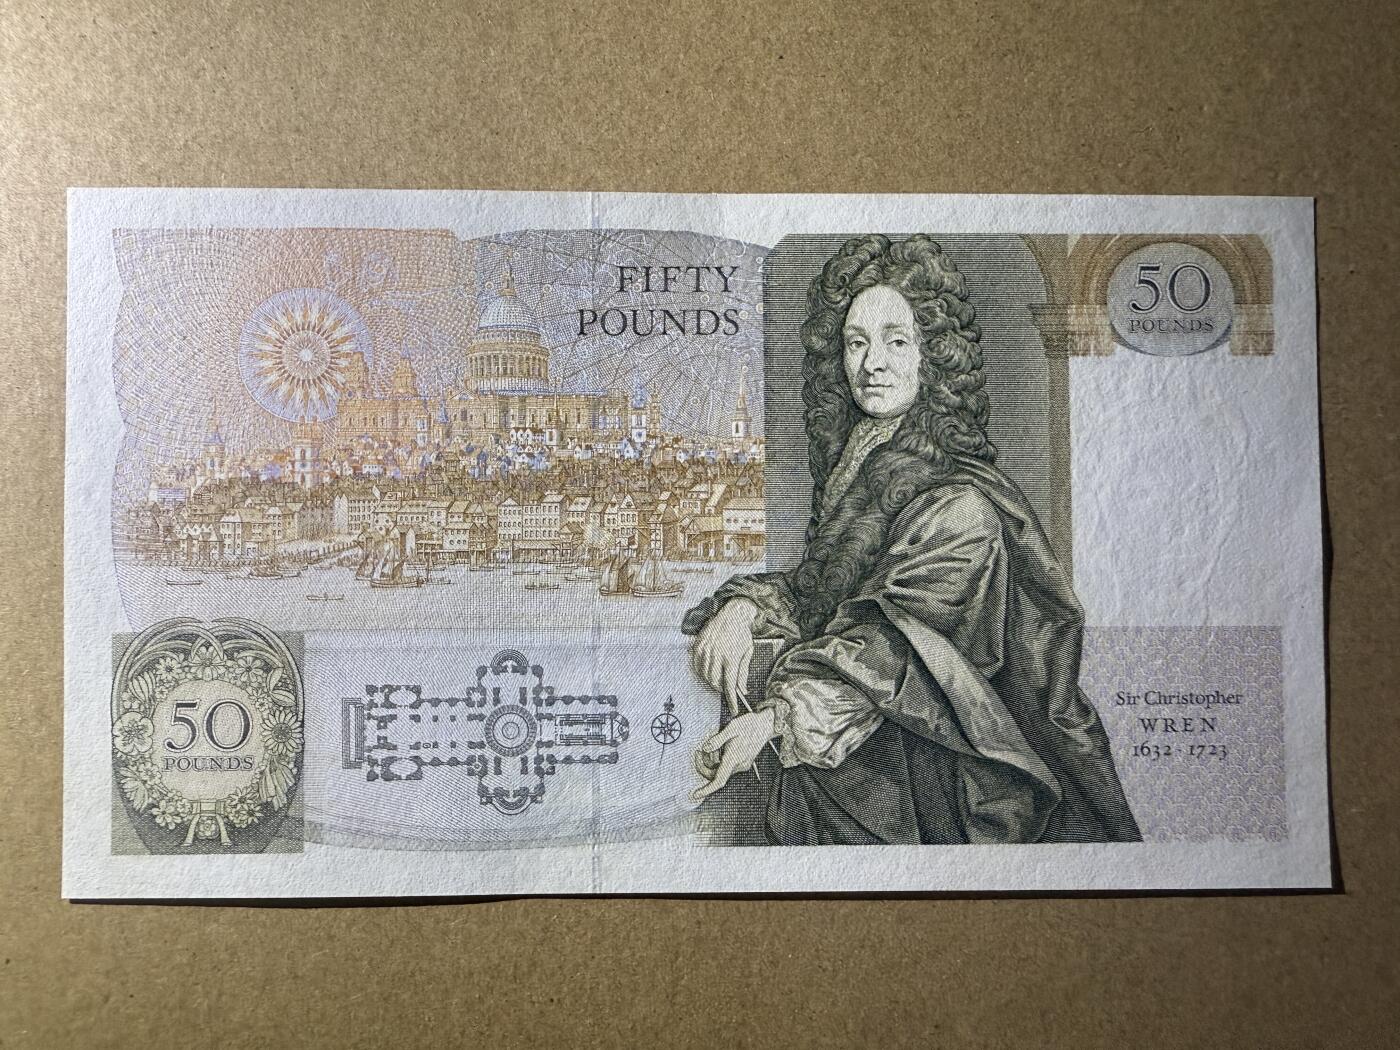 FIFTY
POUNDS
50
POUNDS
50
POUNDS
Sir Christopher
WREN
1632 · 1723